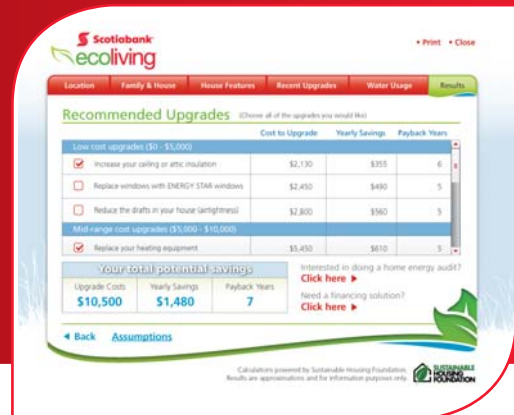 Scotiabank
ecoliving
• Print • Close
Location Family & House House Features Recent Upgrades Water Usage Results
Recommended Upgrades (Choose all of the upgrades you would like)
Cost to Upgrade Yearly Savings Payback Years
Low cost upgrades ($0 - $5,000)
Increase your ceiling or attic insulation $2,130 $355 6
Replace windows with ENERGY STAR windows $2,450 $490 5
Reduce the drafts in your house (airtightness) $2,800 $560 5
Mid-range cost upgrades ($5,000 - $10,000)
Replace your heating equipment $5,450 $610 5
Your total potential savings
Upgrade Costs Yearly Savings Payback Years
$10,500 $1,480 7
Interested in doing a home energy audit?
Click here
Need a financing solution?
Click here
Back Assumptions
Calculations powered by Sustainable Housing Foundation.
Results are approximations and for information purposes only.
SUSTAINABLE
HOUSING
FOUNDATION